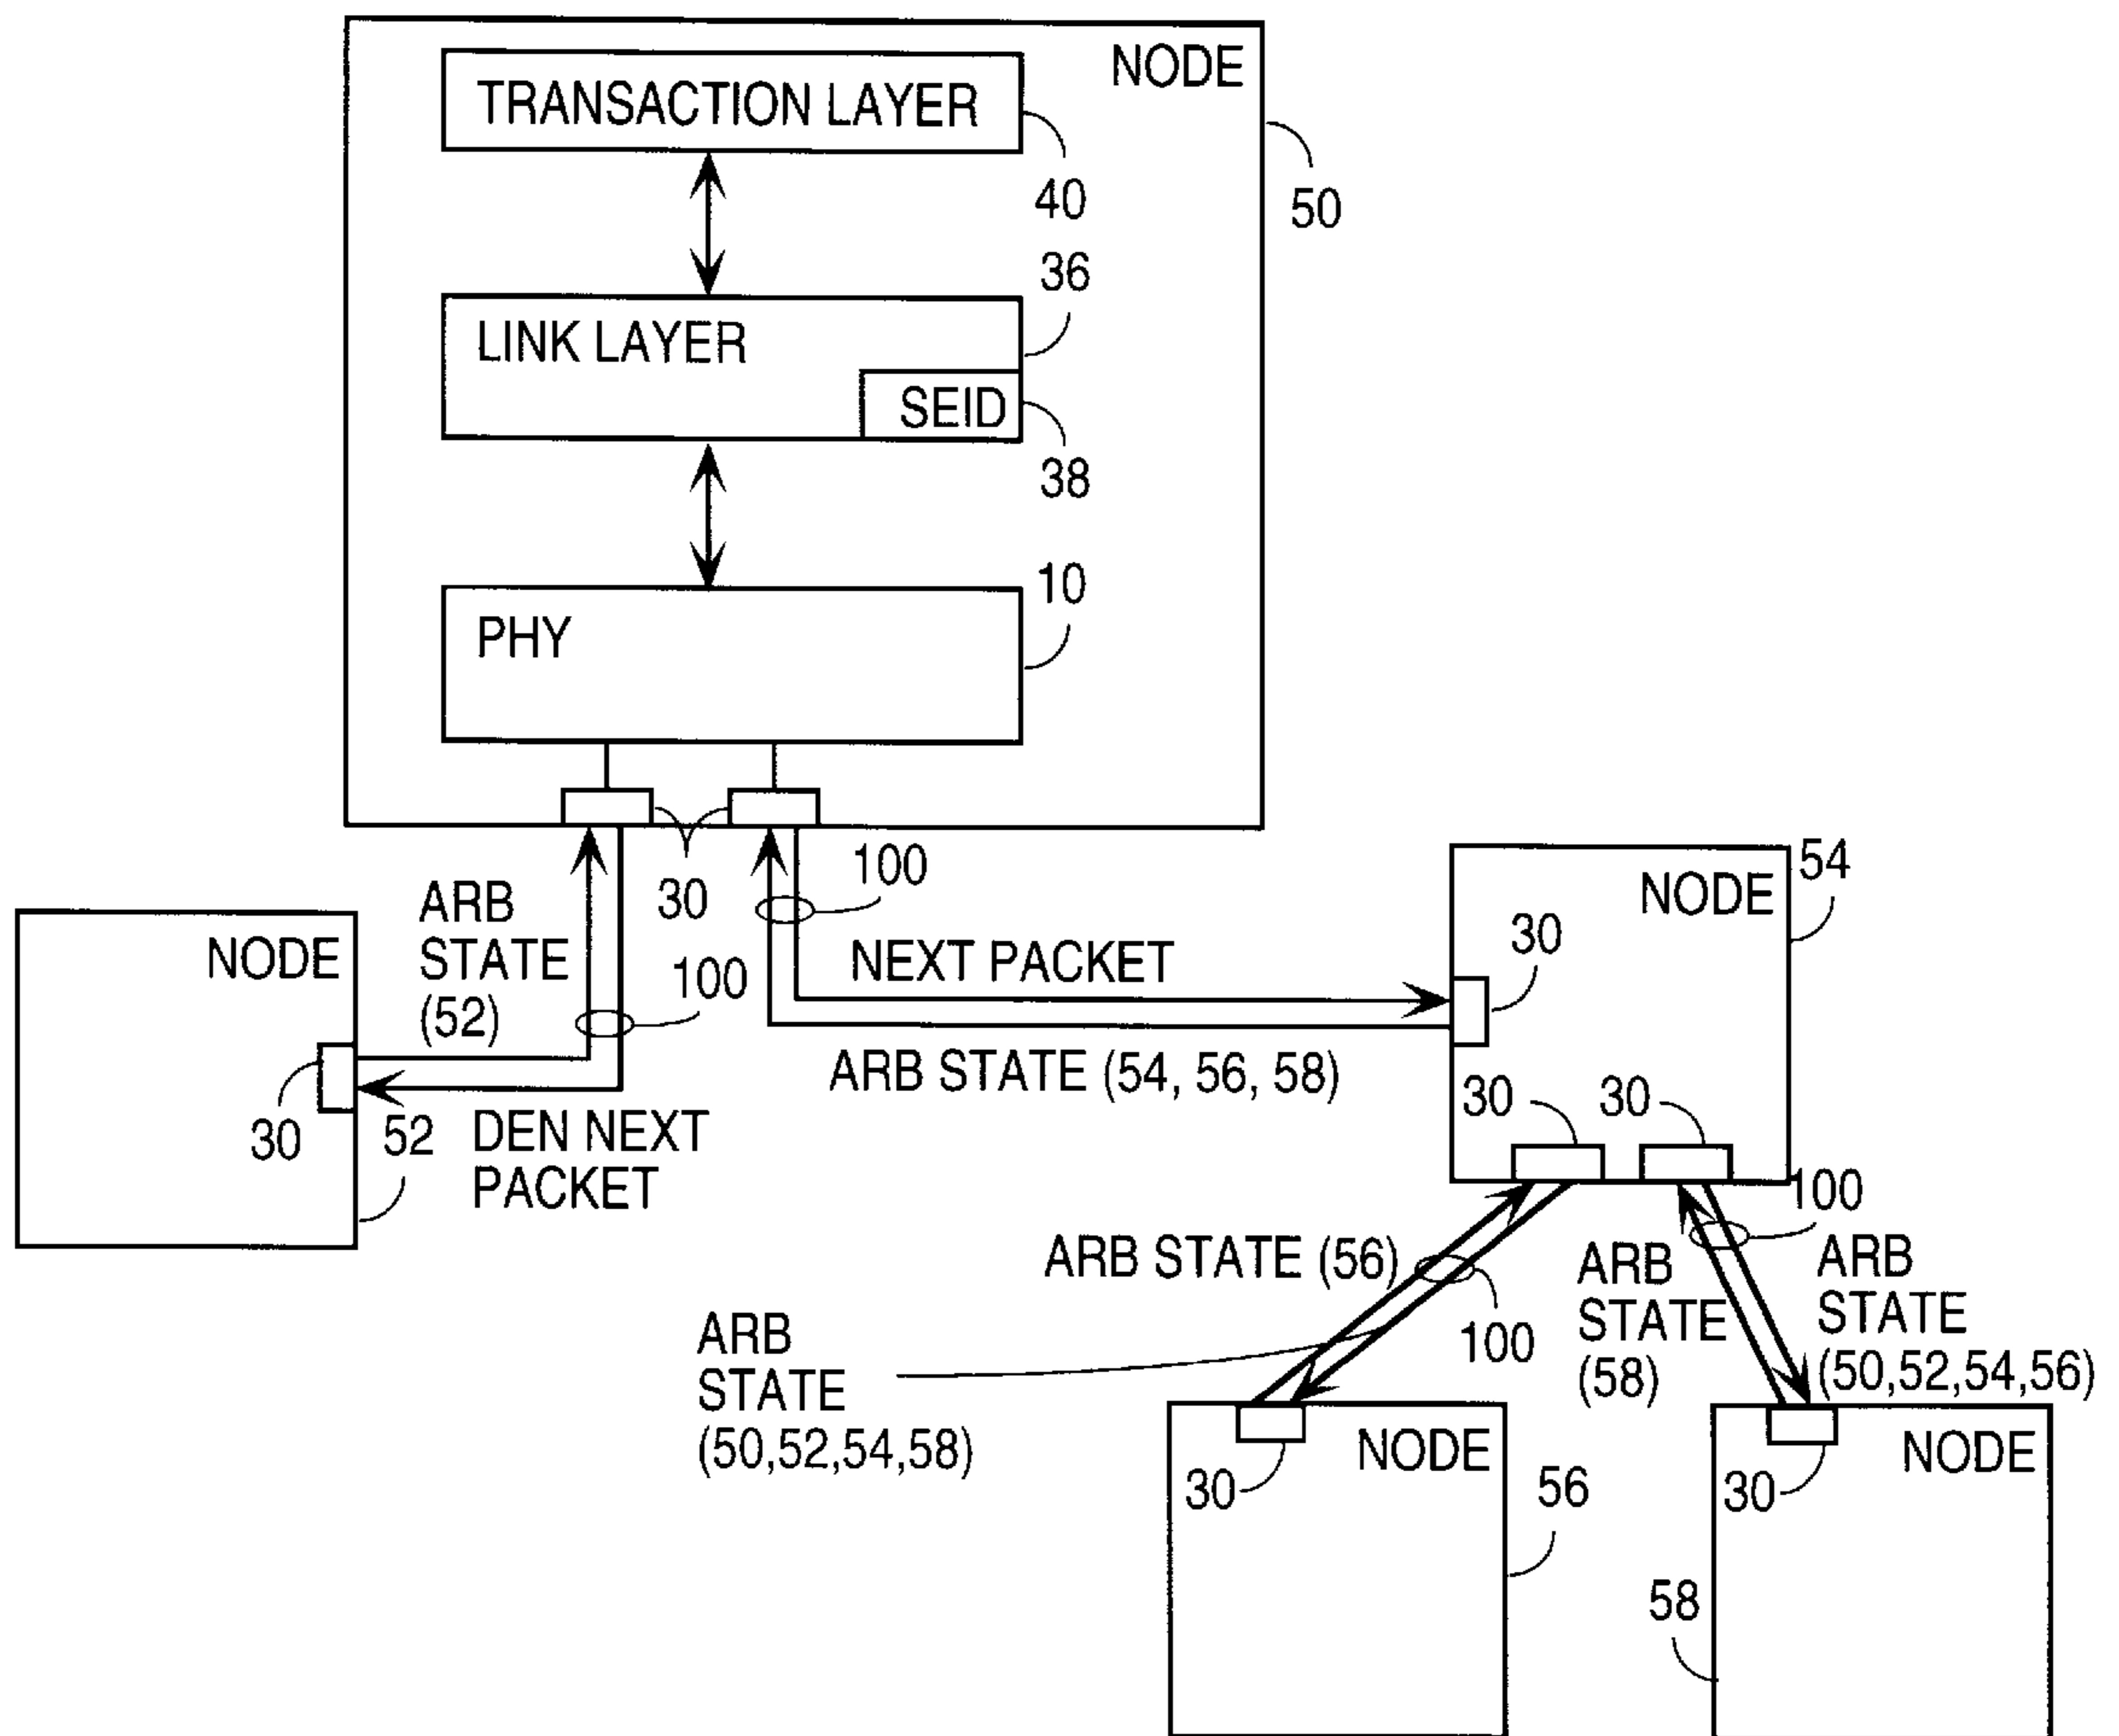 NODE
TRANSACTION LAYER
40
50
36
LINK LAYER
SEID
38
10
PHY
30
100
ARB
STATE
(52)
100
NODE
30
52
DEN NEXT
PACKET
NEXT PACKET
ARB STATE (54, 56, 58)
54
NODE
30
30
30
100
ARB STATE (56)
100
ARB
STATE
(58)
ARB
STATE
(50,52,54,56)
ARB
STATE
(50,52,54,58)
NODE
30
56
NODE
30
58